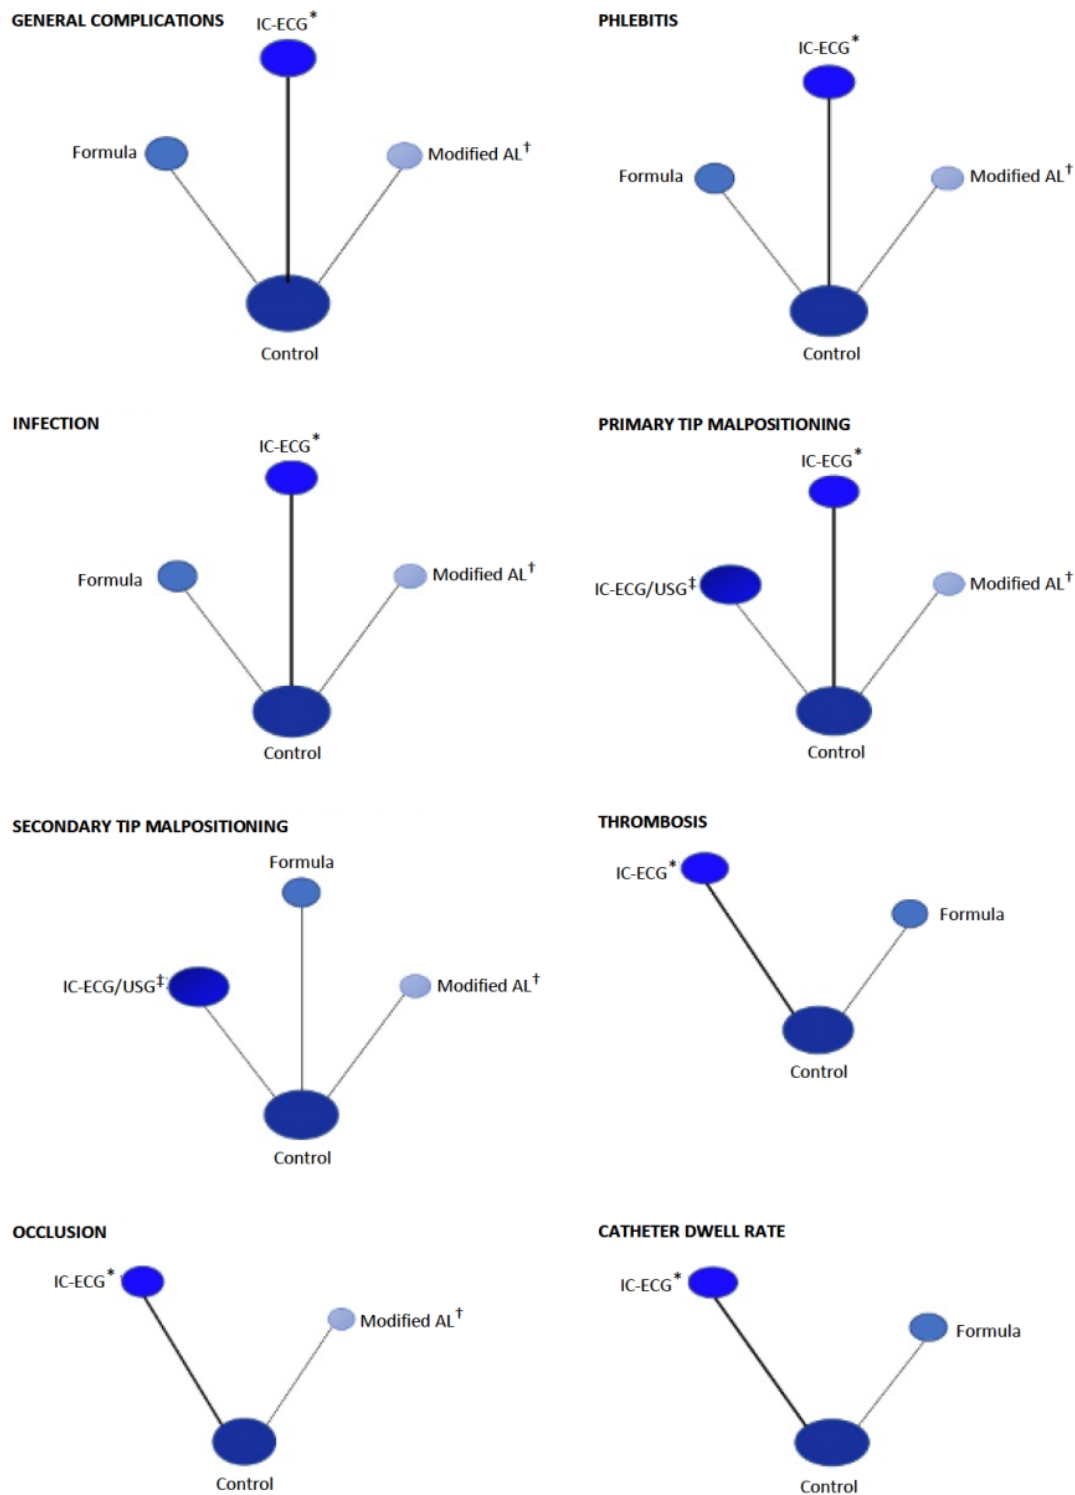 GENERAL COMPLICATIONS
IC-ECG*
Formula
Modified AL†
Control
PHLEBITIS
IC-ECG*
Formula
Modified AL†
Control
INFECTION
IC-ECG*
Formula
Modified AL†
Control
PRIMARY TIP MALPOSITIONING
IC-ECG*
IC-ECG/USG‡
Modified AL†
Control
SECONDARY TIP MALPOSITIONING
Formula
IC-ECG/USG‡
Modified AL†
Control
THROMBOSIS
IC-ECG*
Formula
Control
OCCLUSION
IC-ECG*
Modified AL†
Control
CATHETER DWELL RATE
IC-ECG*
Formula
Control